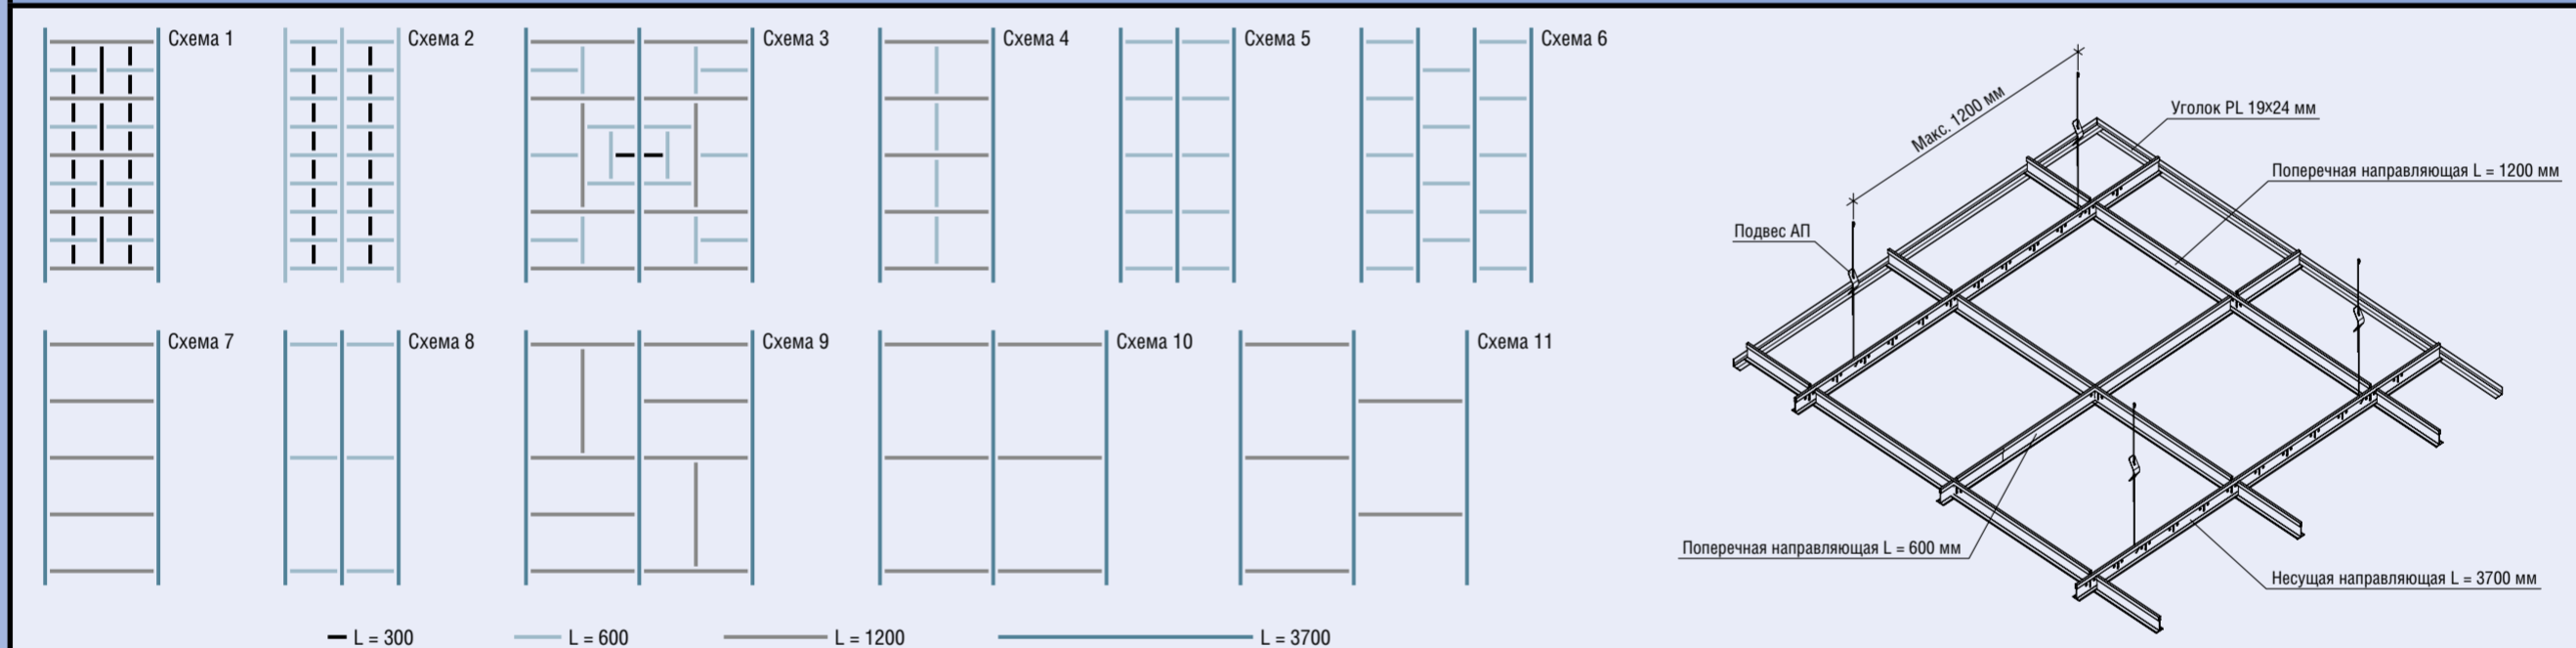 Схема 1
Схема 2
Схема 3
Схема 4
Схема 5
Схема 6
Схема 7
Схема 8
Схема 9
Схема 10
Схема 11
L = 300
L = 600
L = 1200
L = 3700
Макс. 1200 мм
Уголок PL 19x24 мм
Поперечная направляющая L = 1200 мм
Подвес АП
Поперечная направляющая L = 600 мм
Несущая направляющая L = 3700 мм